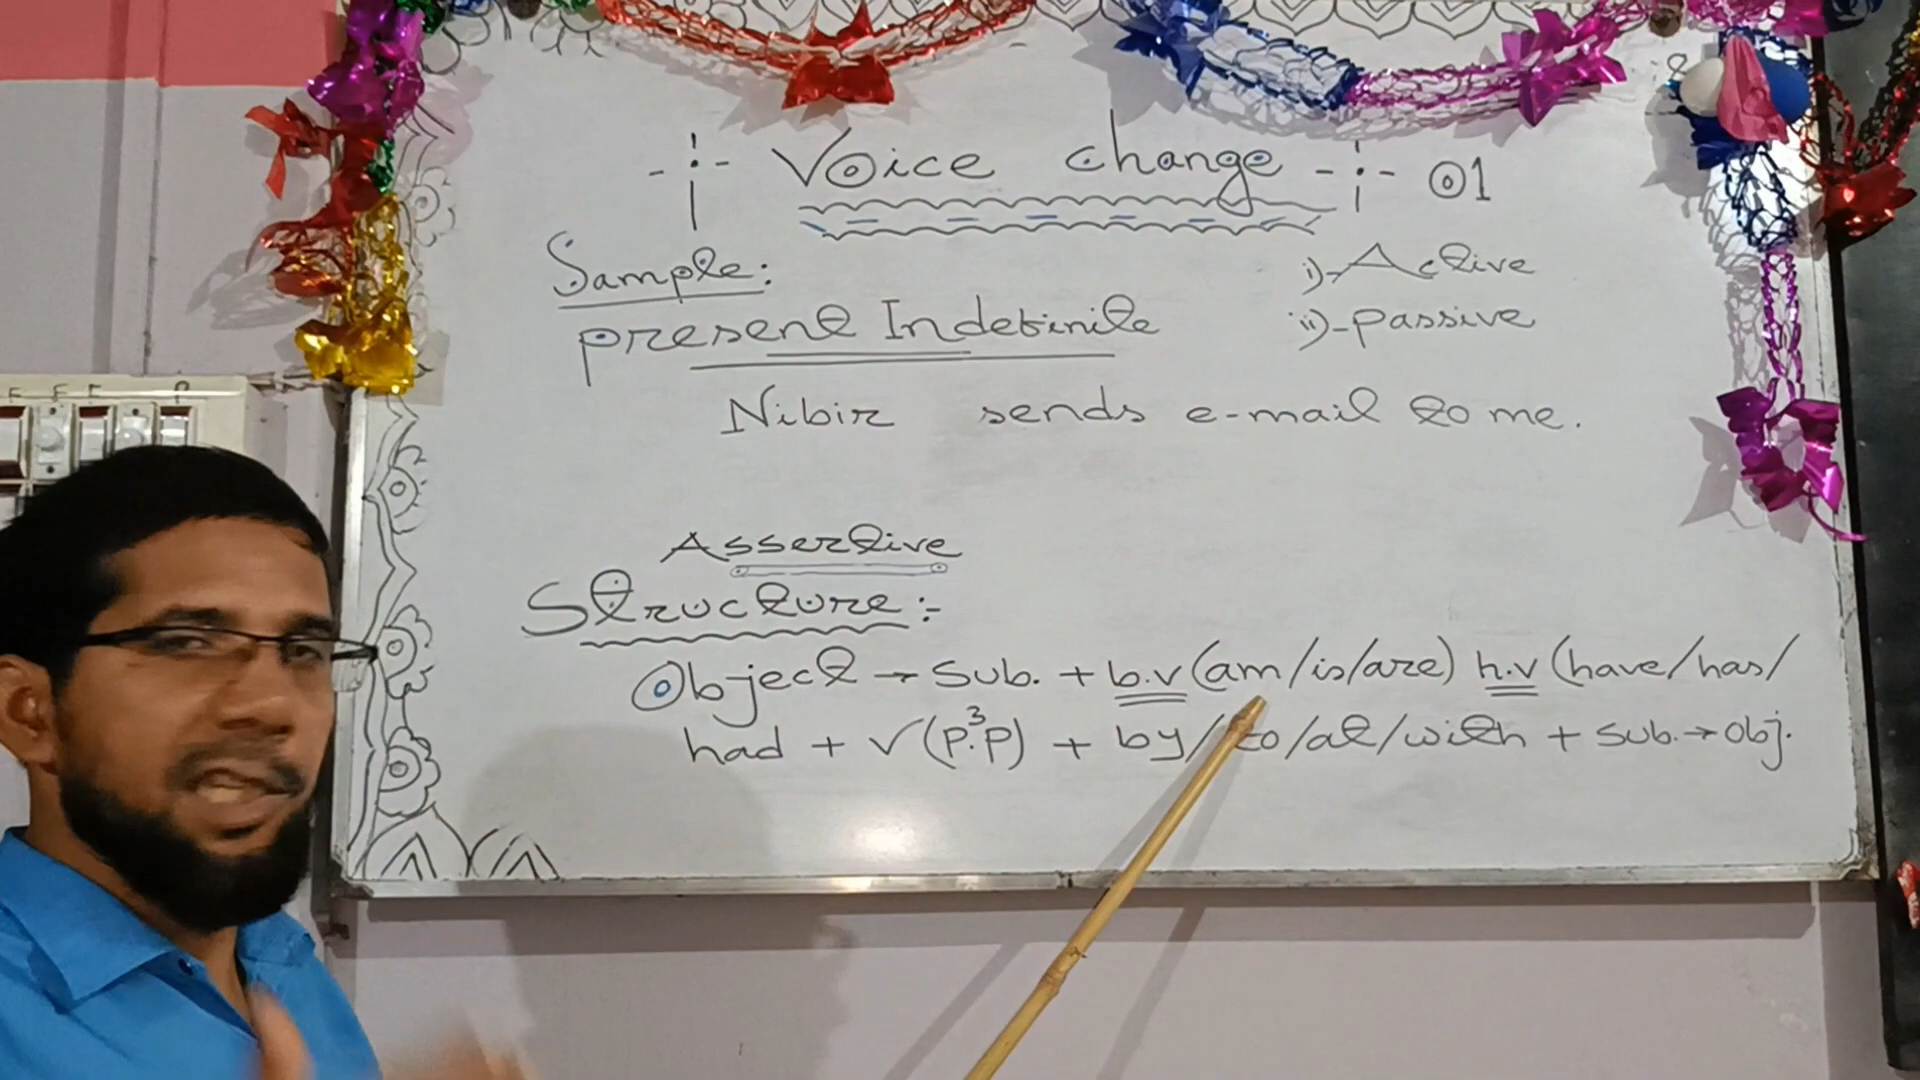 Voice change 01
Sample:
i) Active
present Indefinite
ii) passive
Nibir sends e-mail to me.
Assertive
Structure:-
Object → Sub. + b.v (am/is/are) h.v (have/has/
had + V(p.³p) + by/to/at/with + sub. → obj.